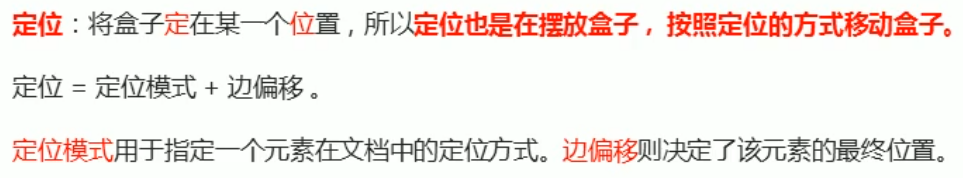 定位：将盒子定在某一个位置，所以定位也是在摆放盒子，按照定位的方式移动盒子。
定位 = 定位模式 + 边偏移 。
定位模式用于指定一个元素在文档中的定位方式。边偏移则决定了该元素的最终位置。